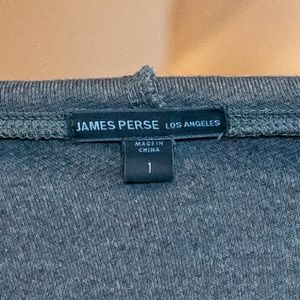 JAMES PERSE LOS ANGELES
MADE IN
CHINA
1